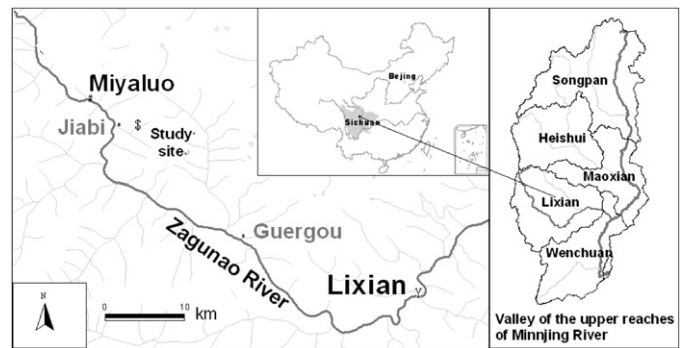 Miyaluo
Jiabi
$
Study
site
Guergou
Zagunao River
Lixian
Y
N
0 10
km
Bejing
Sichuan
Songpan
Heishui
Maoxian
Lixian
Wenchuan
Valley of the upper reaches
of Minnjing River